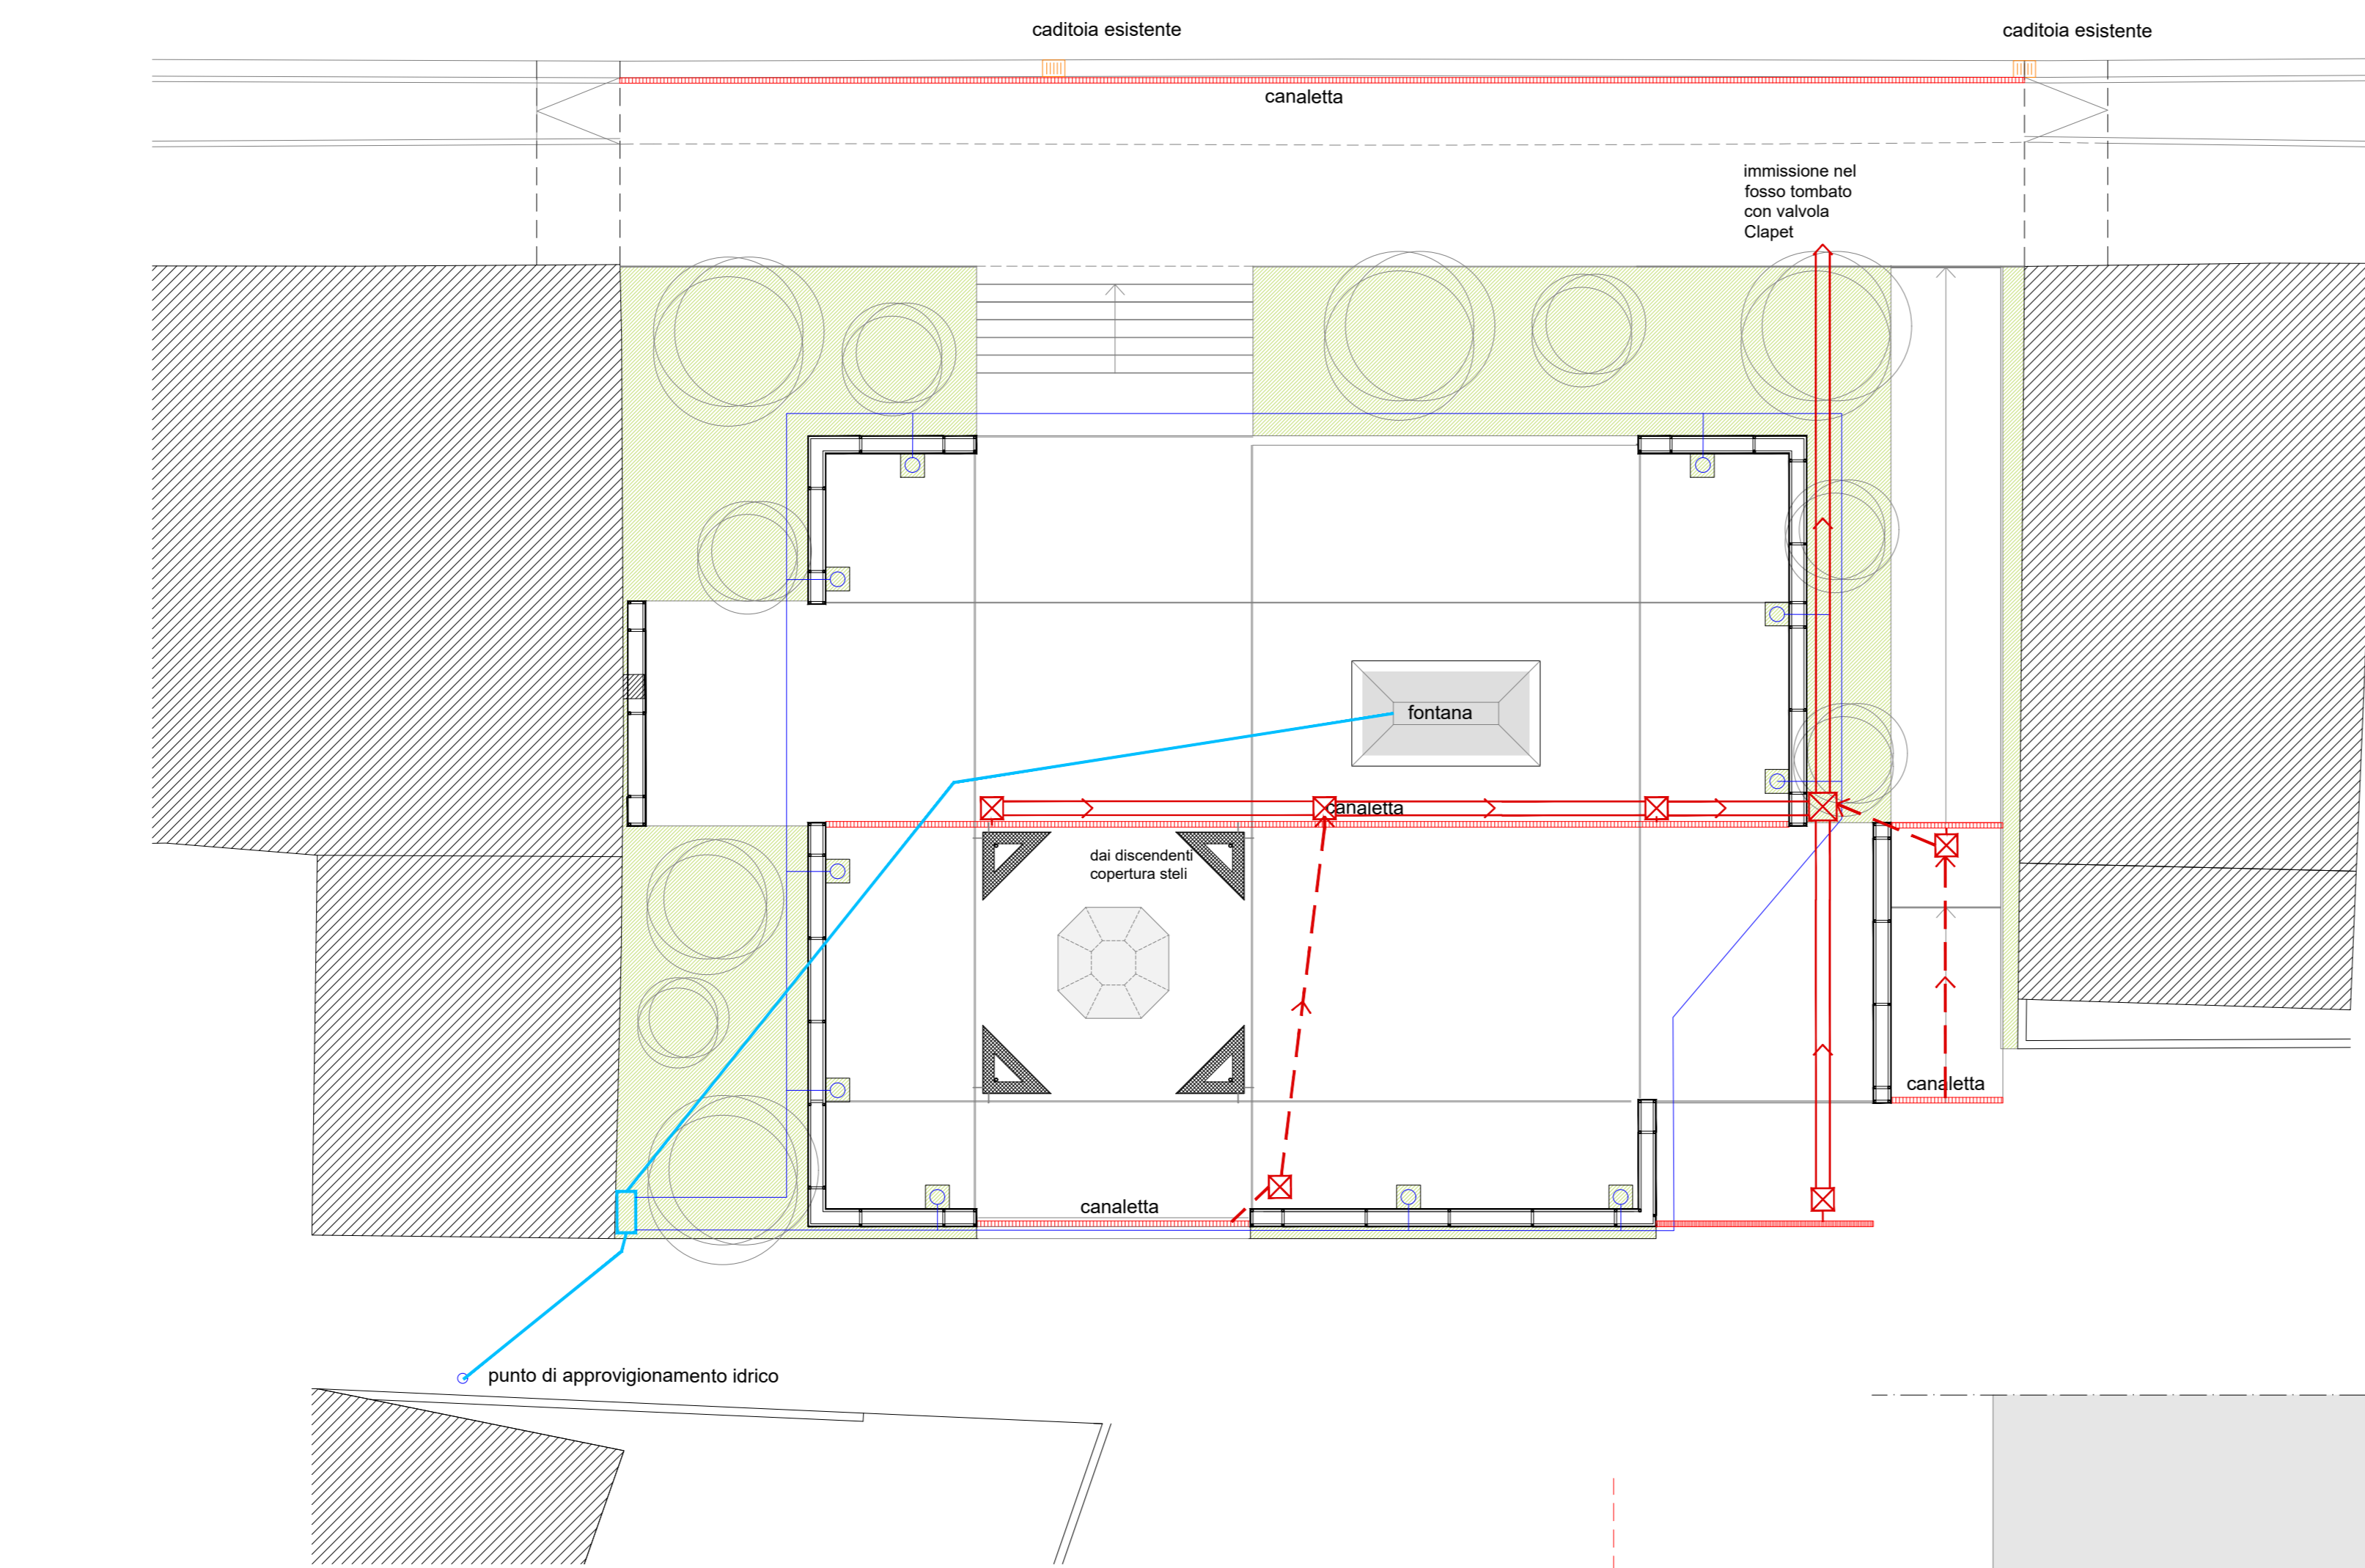 caditoia esistente
caditoia esistente
canaletta
immissione nel
fosso tombato
con valvola
Clapet
fontana
canaletta
dai discendenti
copertura steli
canaletta
canaletta
punto di approvigionamento idrico